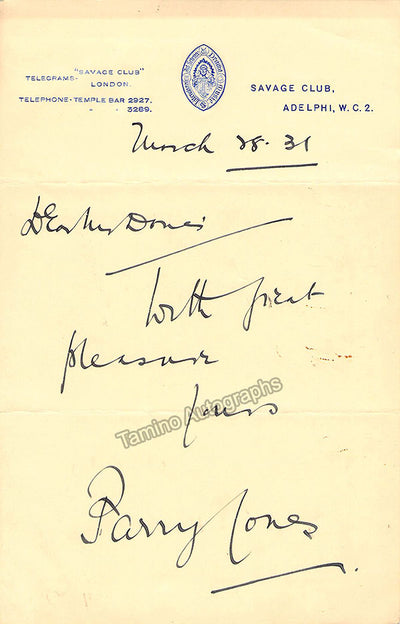 TELEGRAMS- "SAVAGE CLUB"
LONDON.
TELEPHONE- TEMPLE BAR 2927.
" " 3289.
SAVAGE CLUB,
ADELPHI, W.C.2.
March 28. 31
Dear Mr
With great
pleasure
Yours
Tamino Autographs
Parry Jones